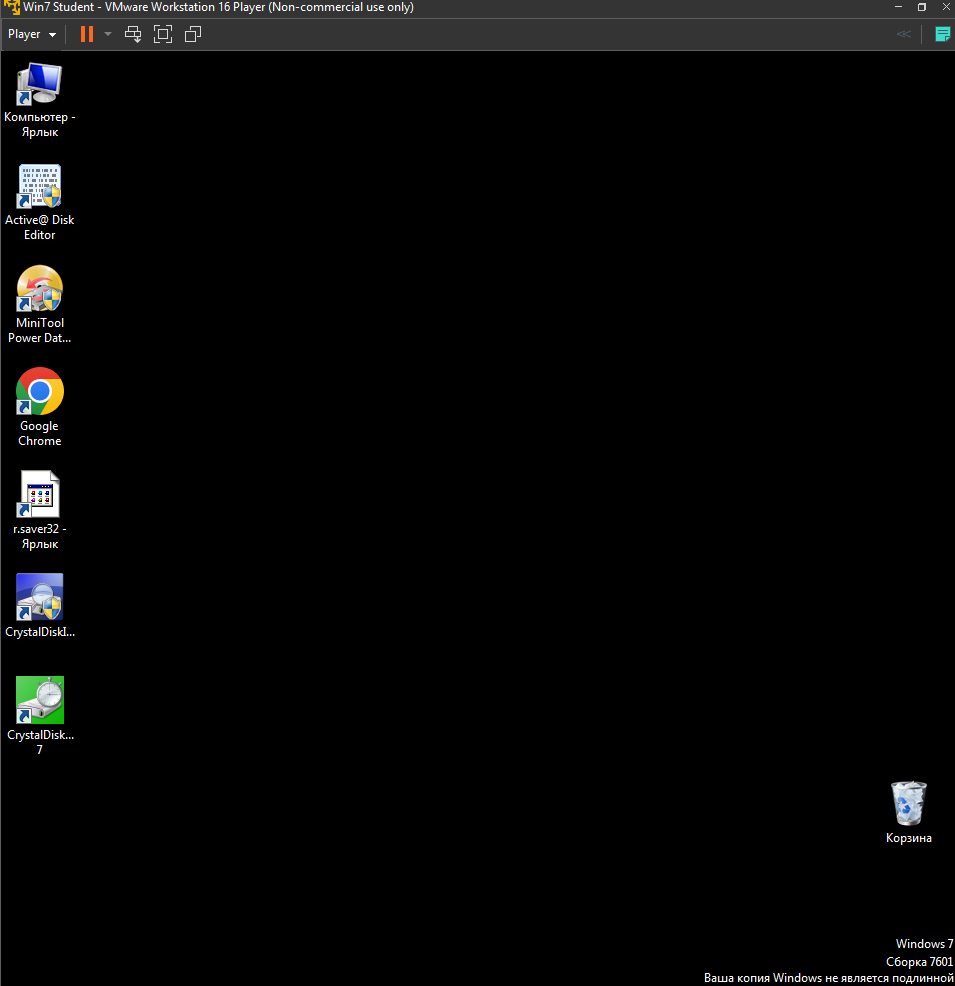 Win7 Student - VMware Workstation 16 Player (Non-commercial use only)
Player
Компьютер -
Ярлык
Active@ Disk
Editor
MiniTool
Power Dat...
Google
Chrome
r.saver32 -
Ярлык
CrystalDiskI...
CrystalDisk...
7
Корзина
Windows 7
Сборка 7601
Ваша копия Windows не является подлинной